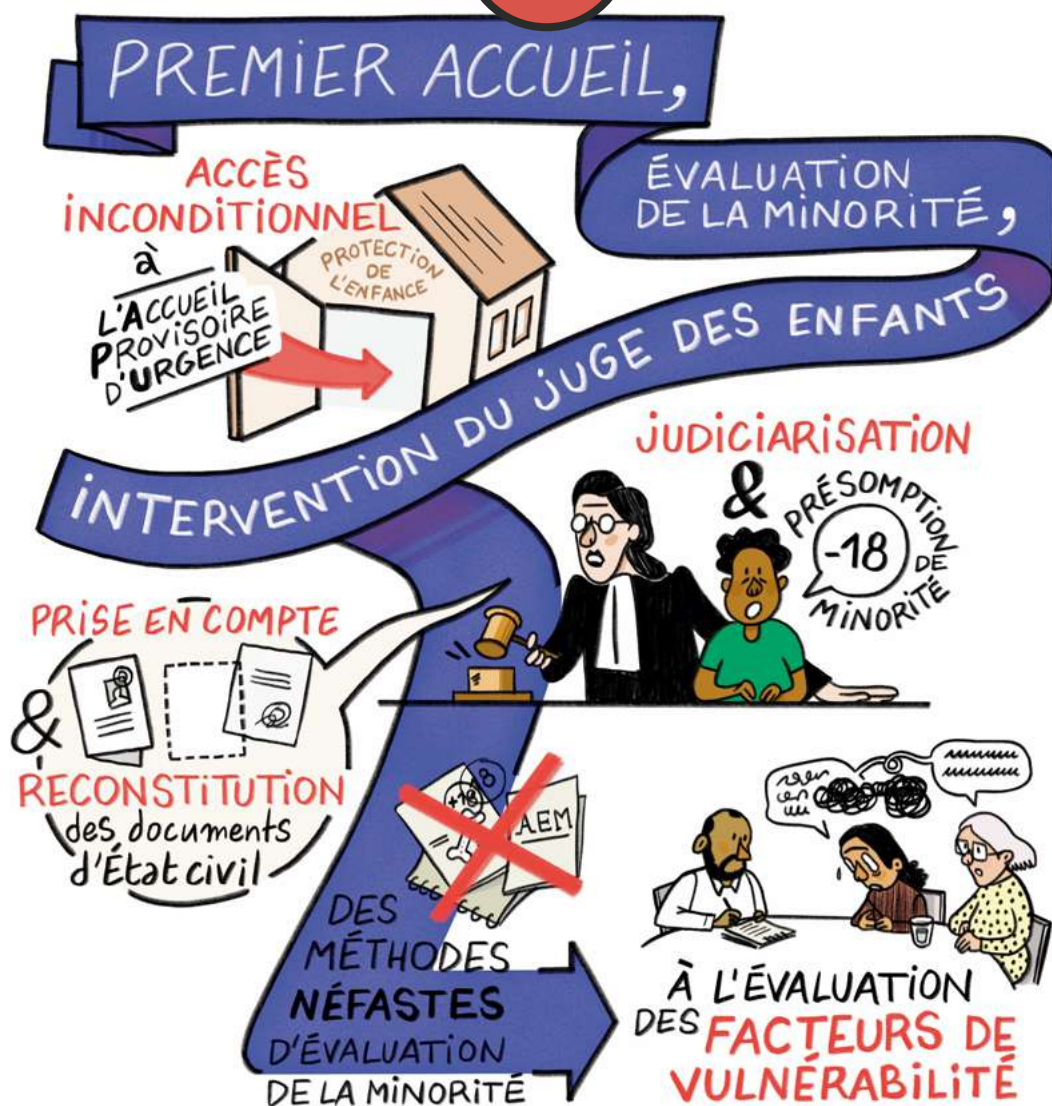 PREMIER ACCUEIL,
ÉVALUATION
DE LA MINORITÉ,
INTERVENTION DU JUGE DES ENFANTS
ACCÈS
INCONDITIONNEL
à
L'ACCUEIL
PROVISOIRE
D'URGENCE
PROTECTION
DE
L'ENFANCE
JUDICIARISATION
&
PRÉSOMPTION DE MINORITÉ
-18
PRISE EN COMPTE
&
RECONSTITUTION
des documents
d'État civil
+18
AEM
DES
MÉTHODES
NÉFASTES
D'ÉVALUATION
DE LA MINORITÉ
À L'ÉVALUATION
DES FACTEURS DE
VULNÉRABILITÉ